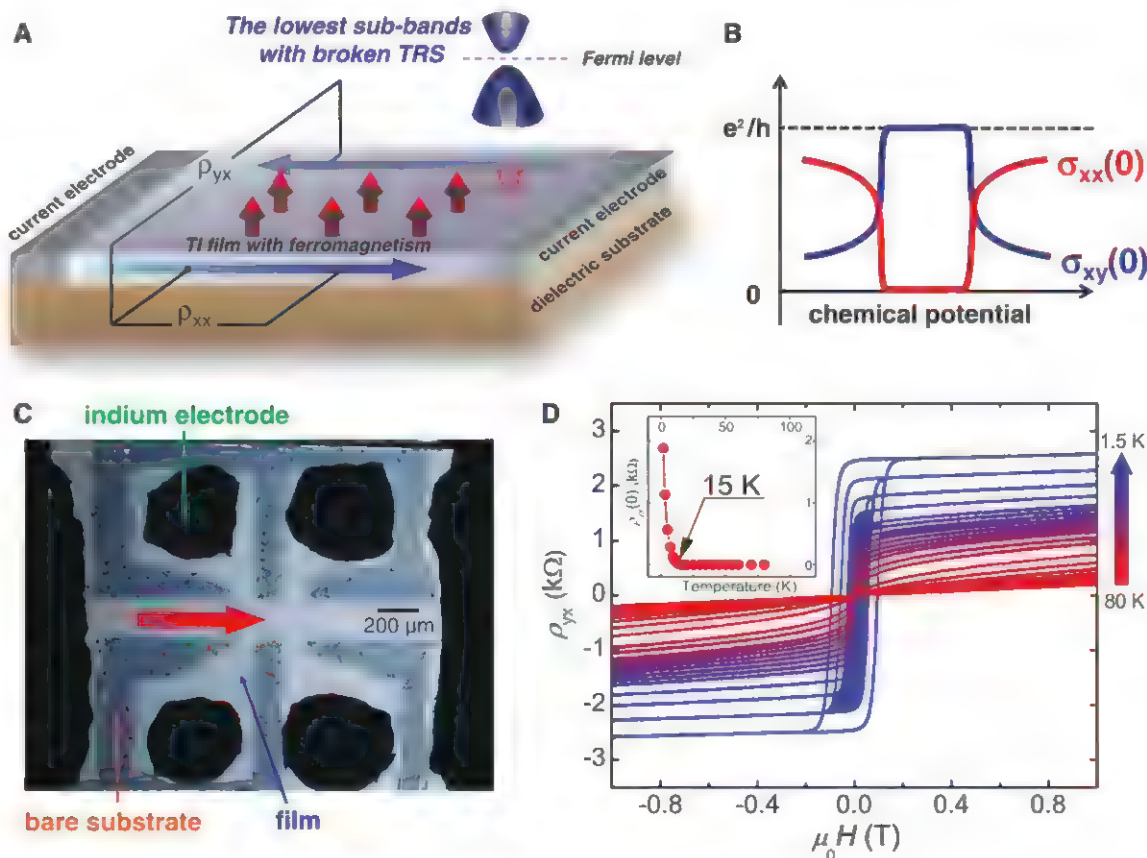 A
The lowest sub-bands
with broken TRS
Fermi level
current electrode
ρyx
TI film with ferromagnetism
current electrode
dielectric substrate
ρxx
B
e²/h
σxx(0)
σxy(0)
0
chemical potential
C
indium electrode
200 μm
bare substrate
film
D
0 50 100
3
2
1
0
-1
-2
-3
ρyx (kΩ)
2
1
0
15 K
Temperature (K)
1.5 K
80 K
-0.8 -0.4 0.0 0.4 0.8
μ₀H (T)